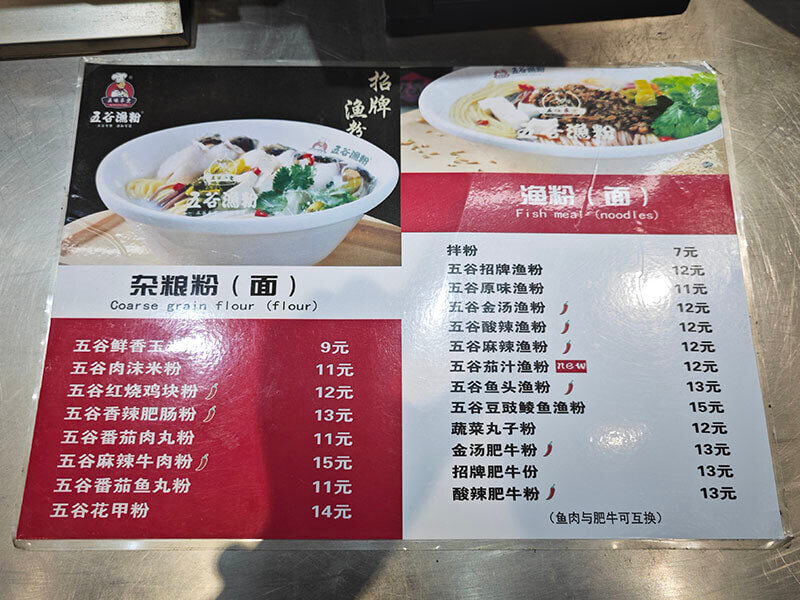 五谷渔粉
招牌
渔粉
五谷渔粉
五谷渔粉
杂粮粉（面）
Coarse grain flour (flour)
五谷鲜香玉 9元
五谷肉沫米粉 11元
五谷红烧鸡块粉 12元
五谷香辣肥肠粉 13元
五谷番茄肉丸粉 11元
五谷麻辣牛肉粉 15元
五谷番茄鱼丸粉 11元
五谷花甲粉 14元
五谷渔粉
五谷渔粉
渔粉（面）
Fish meal (noodles)
拌粉 7元
五谷招牌渔粉 12元
五谷原味渔粉 11元
五谷金汤渔粉 12元
五谷酸辣渔粉 12元
五谷麻辣渔粉 12元
五谷茄汁渔粉 new 12元
五谷鱼头渔粉 13元
五谷豆豉鲮鱼渔粉 15元
蔬菜丸子粉 12元
金汤肥牛粉 13元
招牌肥牛份 13元
酸辣肥牛粉 13元
（鱼肉与肥牛可互换）